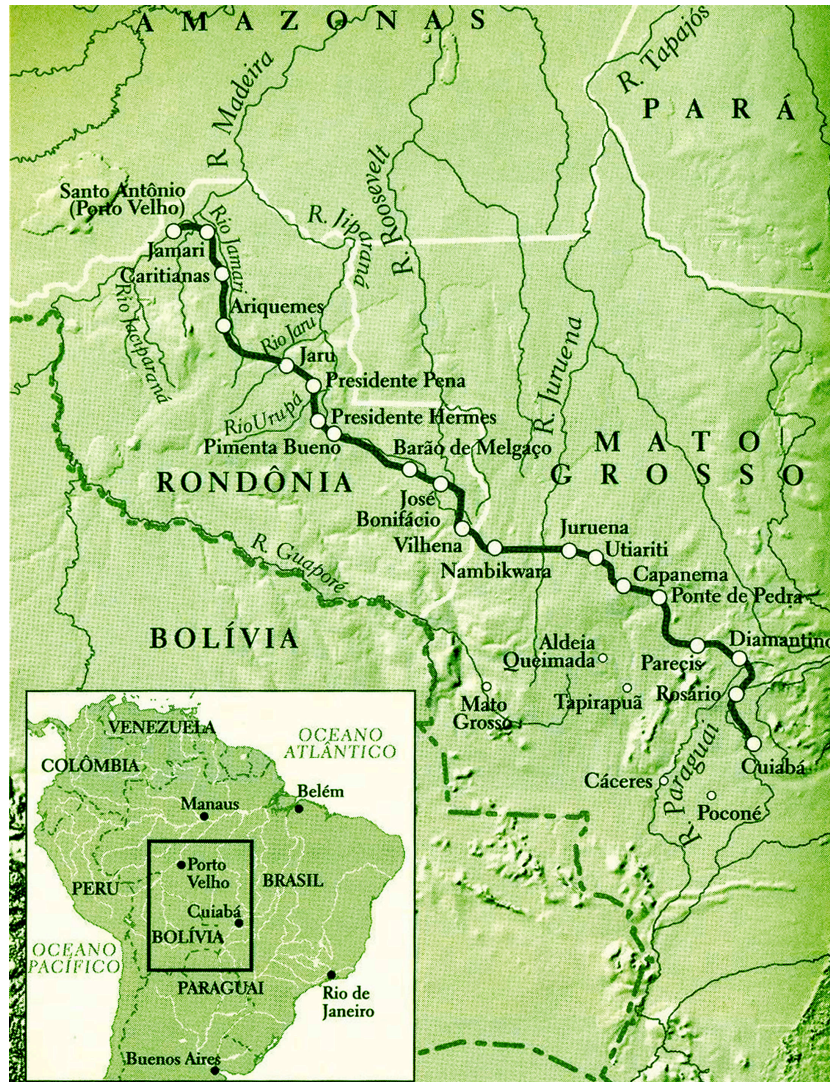 AMAZONAS
R. Tapajós
PARÁ
R. Madeira
Santo Antônio
(Porto Velho)
R. Jiparaná
R. Roosevelt
Rio Jamari
Jamari
Caritianas
Rio Jaciparaná
Ariquemes
Rio Jaru
Jaru
R. Juruena
Presidente Pena
Rio Urupá
Presidente Hermes
Pimenta Bueno
Barão de Melgaço
MATO
GROSSO
RONDÔNIA
José
Bonifácio
Vilhena
Nambikwara
Juruena
Utiariti
Capanema
Ponte de Pedra
R. Guaporé
BOLÍVIA
Aldeia
Queimada
Diamantino
Pareçis
Tapirapuã
Rosário
Mato
Grosso
Cuiabá
R. Paraguai
Cáceres
Poconé
VENEZUELA
OCEANO
ATLÂNTICO
COLÔMBIA
Manaus
Belém
Porto
Velho
PERU
BRASIL
Cuiabá
BOLÍVIA
OCEANO
PACÍFICO
PARAGUAI
Rio de
Janeiro
Buenos Aires